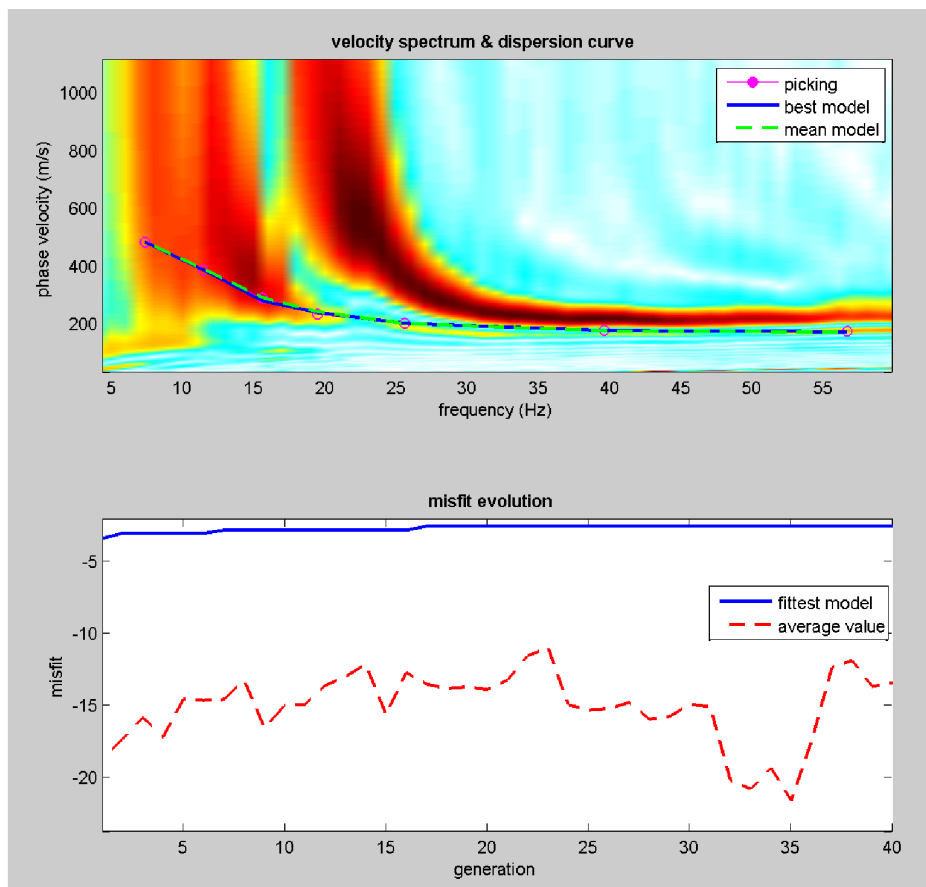 velocity spectrum & dispersion curve
1000
800
600
400
200
phase velocity (m/s)
picking
best model
mean model
5 10 15 20 25 30 35 40 45 50 55
frequency (Hz)
misfit evolution
-5
-10
-15
-20
misfit
fittest model
average value
5 10 15 20 25 30 35 40
generation